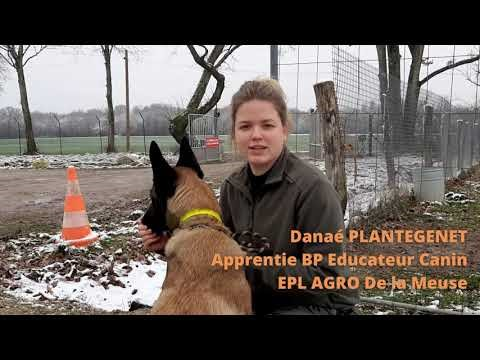 Danaé PLANTEGENET
Apprentie BP Educateur Canin
EPL AGRO De la Meuse